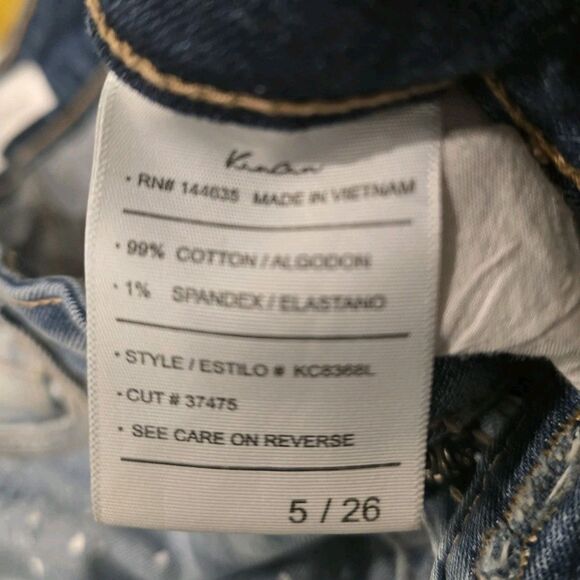 KanCan
• RN# 144635 MADE IN VIETNAM
• 99% COTTON / ALGODON
• 1% SPANDEX / ELASTANO
• STYLE / ESTILO # KC8368L
• CUT # 37475
• SEE CARE ON REVERSE
5 / 26